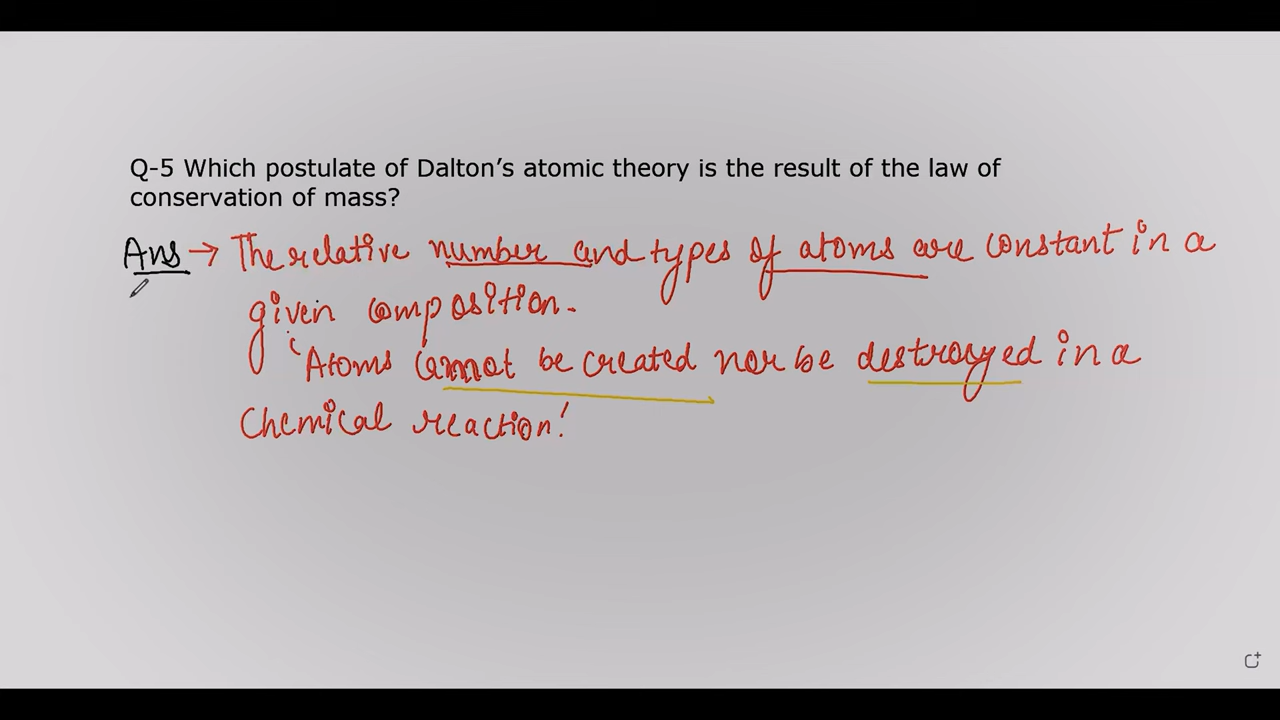 Q-5 Which postulate of Dalton’s atomic theory is the result of the law of
conservation of mass?
Ans → The relative number and types of atoms are constant in a
given composition.
'Atoms cannot be created nor be destroyed in a
Chemical reaction'